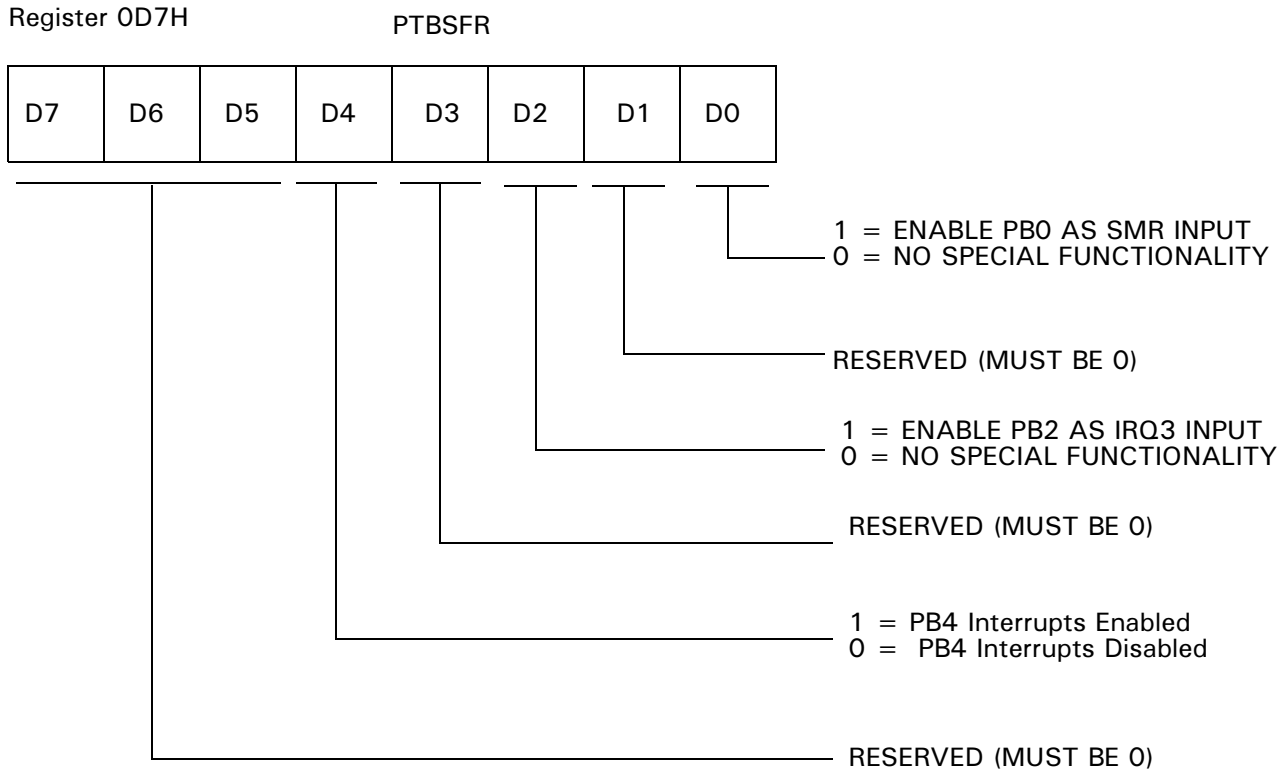 Register 0D7H
PTBSFR
D7 D6 D5 D4 D3 D2 D1 D0
1 = ENABLE PB0 AS SMR INPUT
0 = NO SPECIAL FUNCTIONALITY
RESERVED (MUST BE 0)
1 = ENABLE PB2 AS IRQ3 INPUT
0 = NO SPECIAL FUNCTIONALITY
RESERVED (MUST BE 0)
1 = PB4 Interrupts Enabled
0 = PB4 Interrupts Disabled
RESERVED (MUST BE 0)